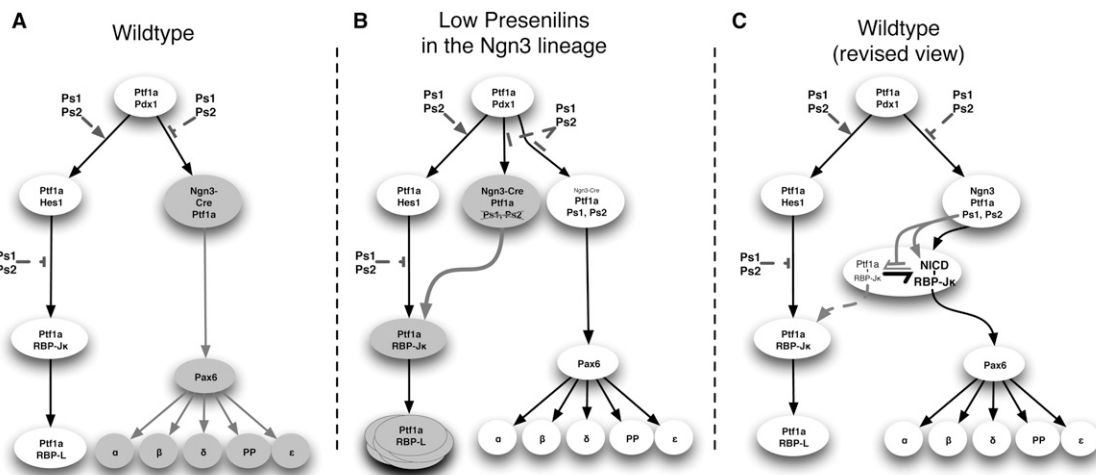 A
Wildtype
Ptf1a
Pdx1
Ps1
Ps2
Ps1
Ps2
Ptf1a
Hes1
Ngn3-
Cre
Ptf1a
Ps1
Ps2
Ptf1a
RBP-Jκ
Pax6
Ptf1a
RBP-L
α
β
δ
PP
ε
B
Low Presenilins
in the Ngn3 lineage
Ptf1a
Pdx1
Ps1
Ps2
Ps1
Ps2
Ptf1a
Hes1
Ngn3-Cre
Ptf1a
Ps1, Ps2
Ngn3-Cre
Ptf1a
Ps1, Ps2
Ps1
Ps2
Ptf1a
RBP-Jκ
Pax6
Ptf1a
RBP-L
α
β
δ
PP
ε
C
Wildtype
(revised view)
Ptf1a
Pdx1
Ps1
Ps2
Ps1
Ps2
Ptf1a
Hes1
Ngn3
Ptf1a
Ps1, Ps2
Ps1
Ps2
Ptf1a
RBP-Jκ
NICD
RBP-Jκ
Ptf1a
RBP-Jκ
Pax6
Ptf1a
RBP-L
α
β
δ
PP
ε